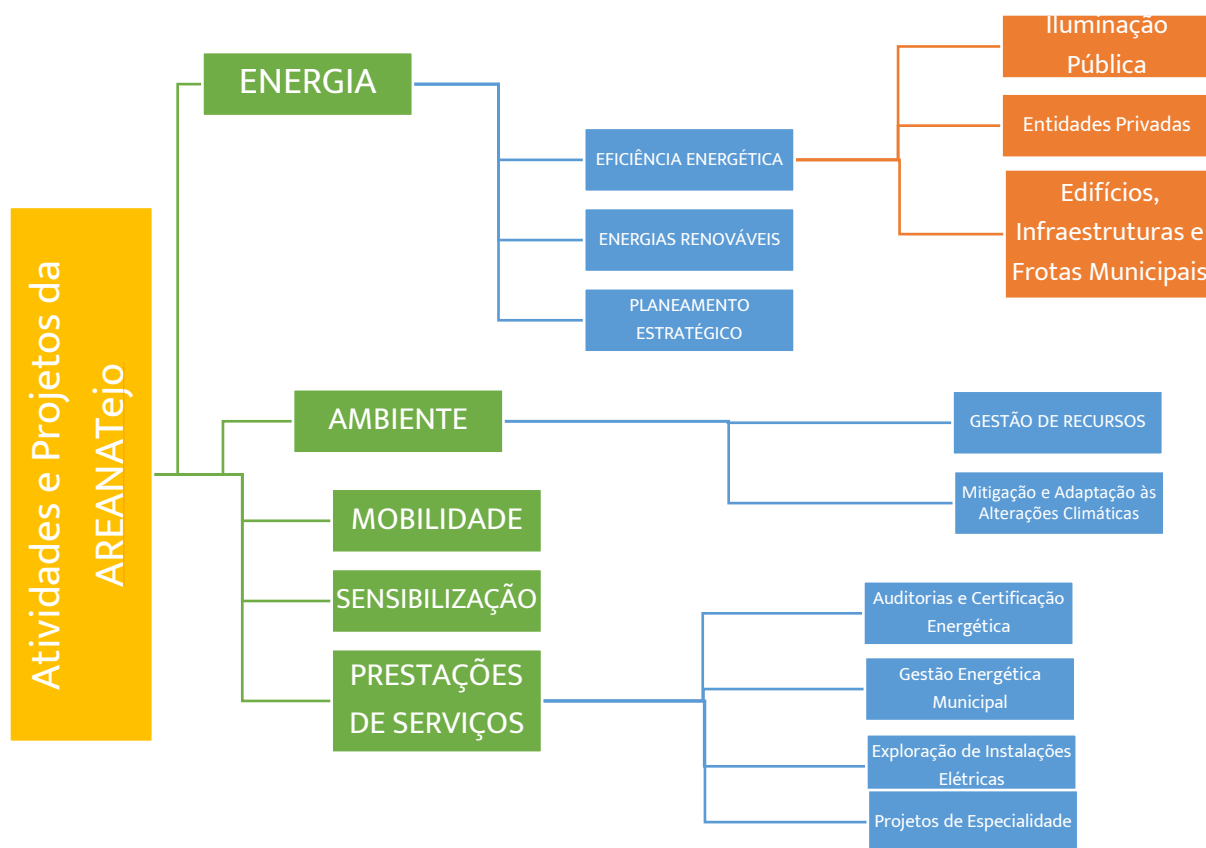 Atividades e Projetos da
AREANATejo
ENERGIA
EFICIÊNCIA ENERGÉTICA
Iluminação
Pública
Entidades Privadas
Edifícios,
Infraestruturas e
Frotas Municipais
ENERGIAS RENOVÁVEIS
PLANEAMENTO
ESTRATÉGICO
AMBIENTE
GESTÃO DE RECURSOS
Mitigação e Adaptação às
Alterações Climáticas
MOBILIDADE
SENSIBILIZAÇÃO
PRESTAÇÕES
DE SERVIÇOS
Auditorias e Certificação
Energética
Gestão Energética
Municipal
Exploração de Instalações
Elétricas
Projetos de Especialidade